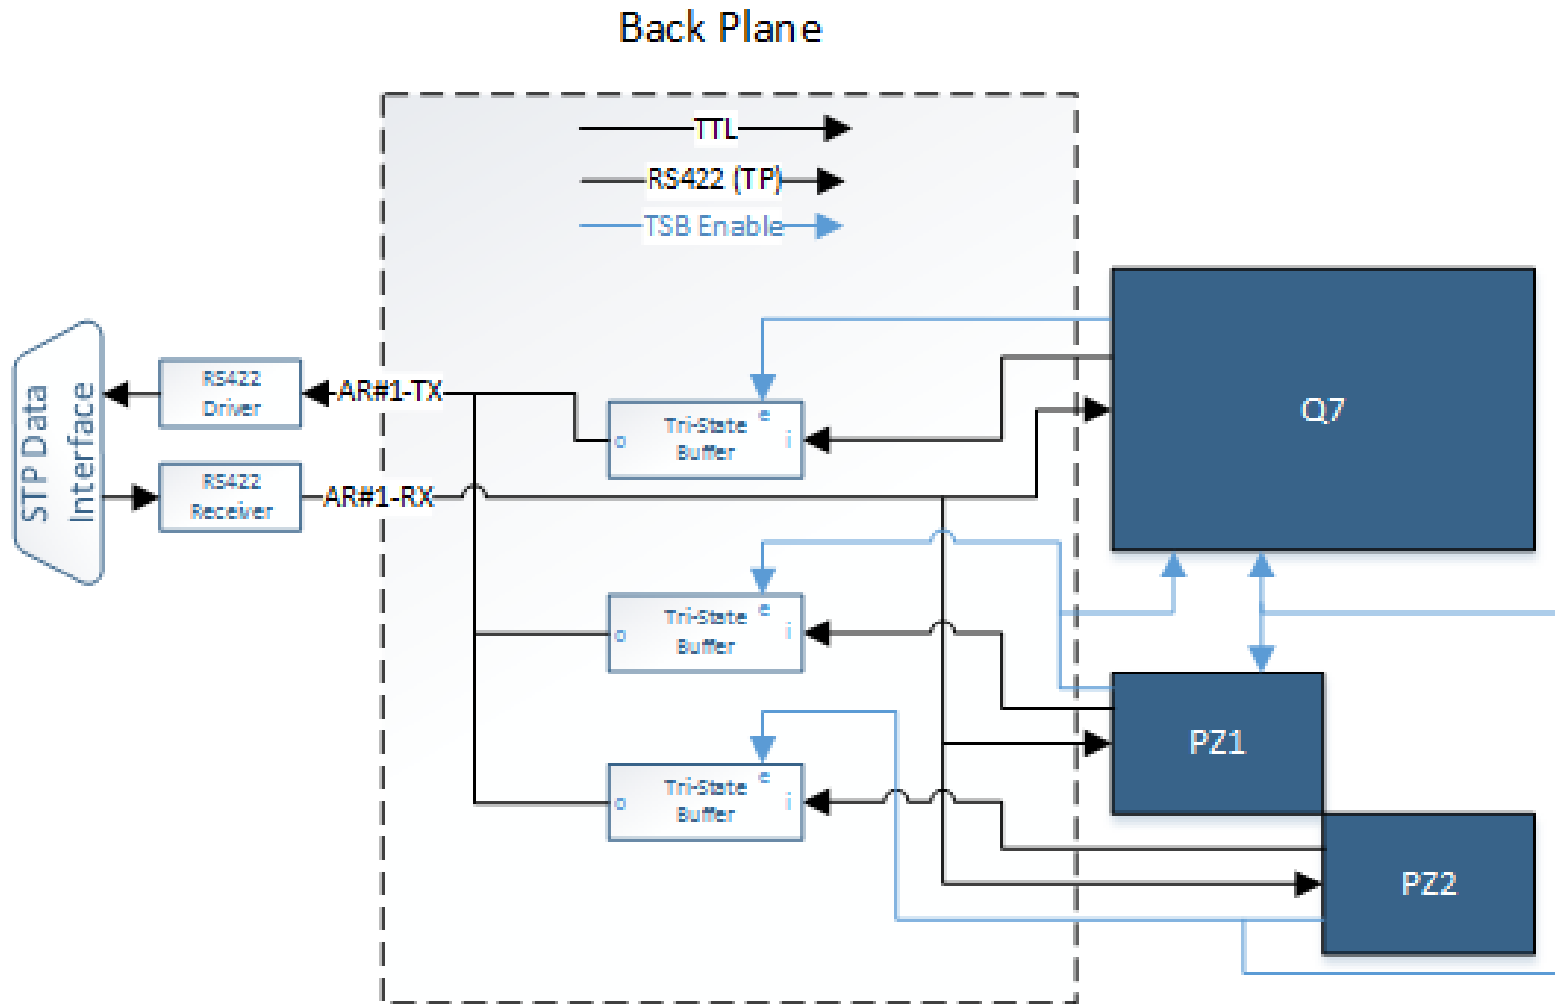 Back Plane
TTL
RS422 (TP)
TSB Enable
STP Data
Interface
RS422
Driver
AR#1-TX
RS422
Receiver
AR#1-RX
Tri-State
Buffer
e
i
o
Q7
Tri-State
Buffer
e
i
o
PZ1
Tri-State
Buffer
e
i
o
PZ2